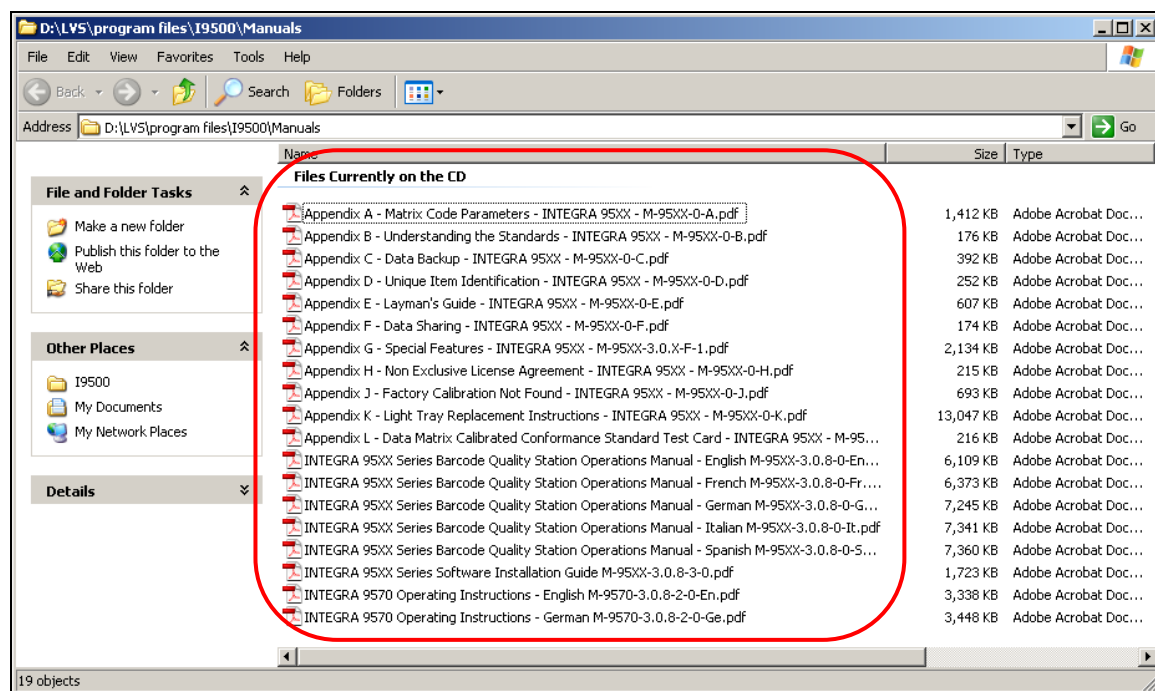 D:\LVS\program files\I9500\Manuals
File Edit View Favorites Tools Help
Back Search Folders
Address D:\LVS\program files\I9500\Manuals Go
File and Folder Tasks
Make a new folder
Publish this folder to the
Web
Share this folder
Other Places
I9500
My Documents
My Network Places
Details
Name Size Type
Files Currently on the CD
Appendix A - Matrix Code Parameters - INTEGRA 95XX - M-95XX-0-A.pdf 1,412 KB Adobe Acrobat Doc...
Appendix B - Understanding the Standards - INTEGRA 95XX - M-95XX-0-B.pdf 176 KB Adobe Acrobat Doc...
Appendix C - Data Backup - INTEGRA 95XX - M-95XX-0-C.pdf 392 KB Adobe Acrobat Doc...
Appendix D - Unique Item Identification - INTEGRA 95XX - M-95XX-0-D.pdf 252 KB Adobe Acrobat Doc...
Appendix E - Layman's Guide - INTEGRA 95XX - M-95XX-0-E.pdf 607 KB Adobe Acrobat Doc...
Appendix F - Data Sharing - INTEGRA 95XX - M-95XX-0-F.pdf 174 KB Adobe Acrobat Doc...
Appendix G - Special Features - INTEGRA 95XX - M-95XX-3.0.X-F-1.pdf 2,134 KB Adobe Acrobat Doc...
Appendix H - Non Exclusive License Agreement - INTEGRA 95XX - M-95XX-0-H.pdf 215 KB Adobe Acrobat Doc...
Appendix J - Factory Calibration Not Found - INTEGRA 95XX - M-95XX-0-J.pdf 693 KB Adobe Acrobat Doc...
Appendix K - Light Tray Replacement Instructions - INTEGRA 95XX - M-95XX-0-K.pdf 13,047 KB Adobe Acrobat Doc...
Appendix L - Data Matrix Calibrated Conformance Standard Test Card - INTEGRA 95XX - M-95... 216 KB Adobe Acrobat Doc...
INTEGRA 95XX Series Barcode Quality Station Operations Manual - English M-95XX-3.0.8-0-En... 6,109 KB Adobe Acrobat Doc...
INTEGRA 95XX Series Barcode Quality Station Operations Manual - French M-95XX-3.0.8-0-Fr.... 6,373 KB Adobe Acrobat Doc...
INTEGRA 95XX Series Barcode Quality Station Operations Manual - German M-95XX-3.0.8-0-G... 7,245 KB Adobe Acrobat Doc...
INTEGRA 95XX Series Barcode Quality Station Operations Manual - Italian M-95XX-3.0.8-0-It.pdf 7,341 KB Adobe Acrobat Doc...
INTEGRA 95XX Series Barcode Quality Station Operations Manual - Spanish M-95XX-3.0.8-0-S... 7,360 KB Adobe Acrobat Doc...
INTEGRA 95XX Series Software Installation Guide M-95XX-3.0.8-3-0.pdf 1,723 KB Adobe Acrobat Doc...
INTEGRA 9570 Operating Instructions - English M-9570-3.0.8-2-0-En.pdf 3,338 KB Adobe Acrobat Doc...
INTEGRA 9570 Operating Instructions - German M-9570-3.0.8-2-0-Ge.pdf 3,448 KB Adobe Acrobat Doc...
19 objects